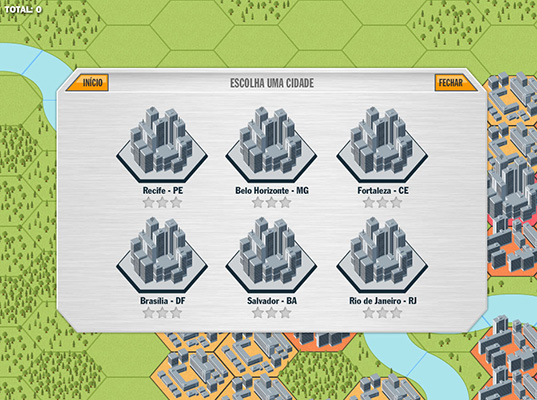 TOTAL: 0
INÍCIO
ESCOLHA UMA CIDADE
FECHAR
Recife - PE
Belo Horizonte - MG
Fortaleza - CE
Brasília - DF
Salvador - BA
Rio de Janeiro - RJ